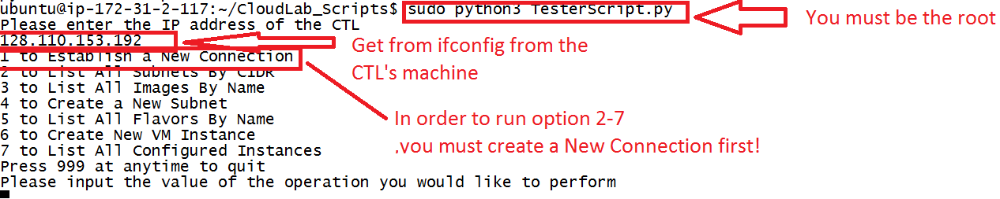 ubuntu@ip-172-31-2-117:~/CloudLab_Scripts$ sudo python3 TesterScript.py
You must be the root
Please enter the IP address of the CTL
128.110.153.192
Get from ifconfig from the
CTL's machine
1 to Establish a New Connection
2 to List All Subnets By CIDR
3 to List All Images By Name
4 to Create a New Subnet
5 to List All Flavors By Name
6 to Create New VM Instance
7 to List All Configured Instances
In order to run option 2-7
,you must create a New Connection first!
Press 999 at anytime to quit
Please input the value of the operation you would like to perform